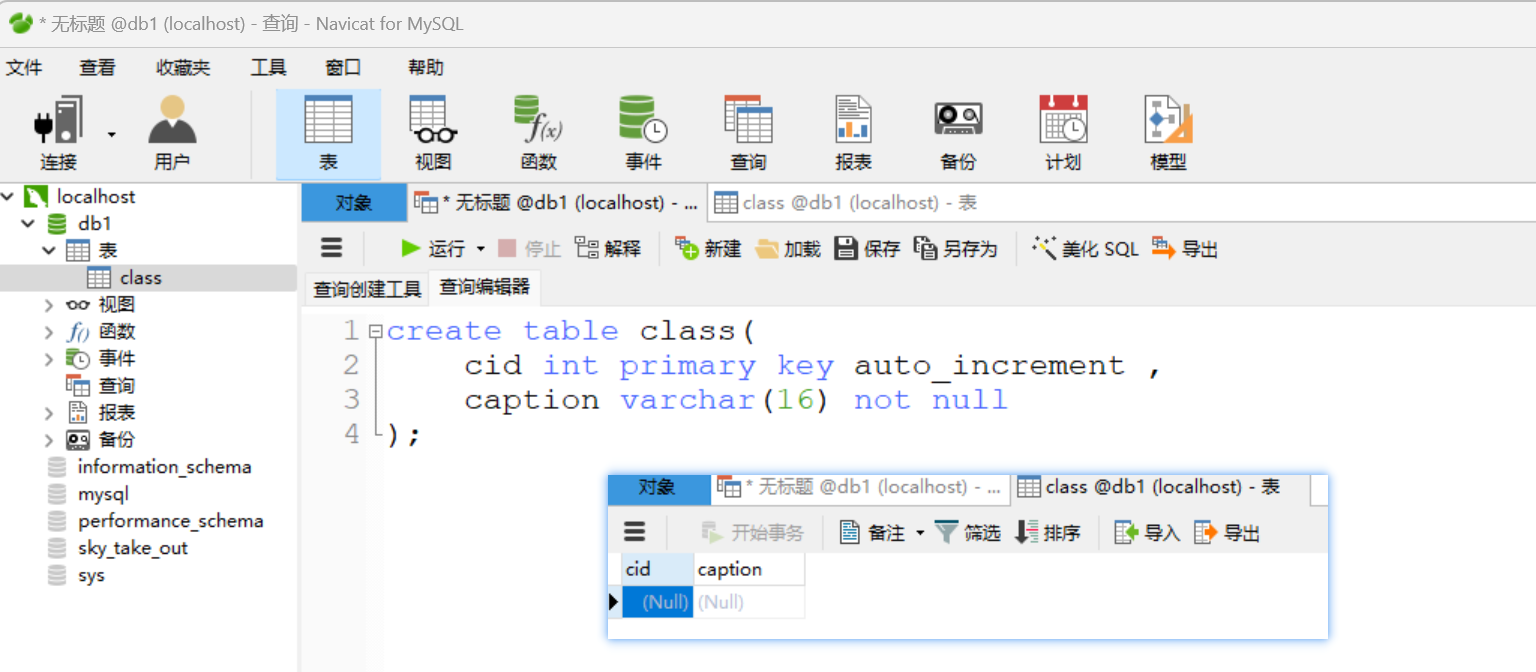 * 无标题 @db1 (localhost) - 查询 - Navicat for MySQL
文件 查看 收藏夹 工具 窗口 帮助
连接 用户 表 视图 函数 事件 查询 报表 备份 计划 模型
localhost
db1
表
class
视图
函数
事件
查询
报表
备份
information_schema
mysql
performance_schema
sky_take_out
sys
对象 * 无标题 @db1 (localhost) - ... class @db1 (localhost) - 表
运行 停止 解释 新建 加载 保存 另存为 美化 SQL 导出
查询创建工具 查询编辑器
1 create table class(
2 cid int primary key auto_increment ,
3 caption varchar(16) not null
4 );
对象 * 无标题 @db1 (localhost) - ... class @db1 (localhost) - 表
开始事务 备注 筛选 排序 导入 导出
cid caption
(Null) (Null)